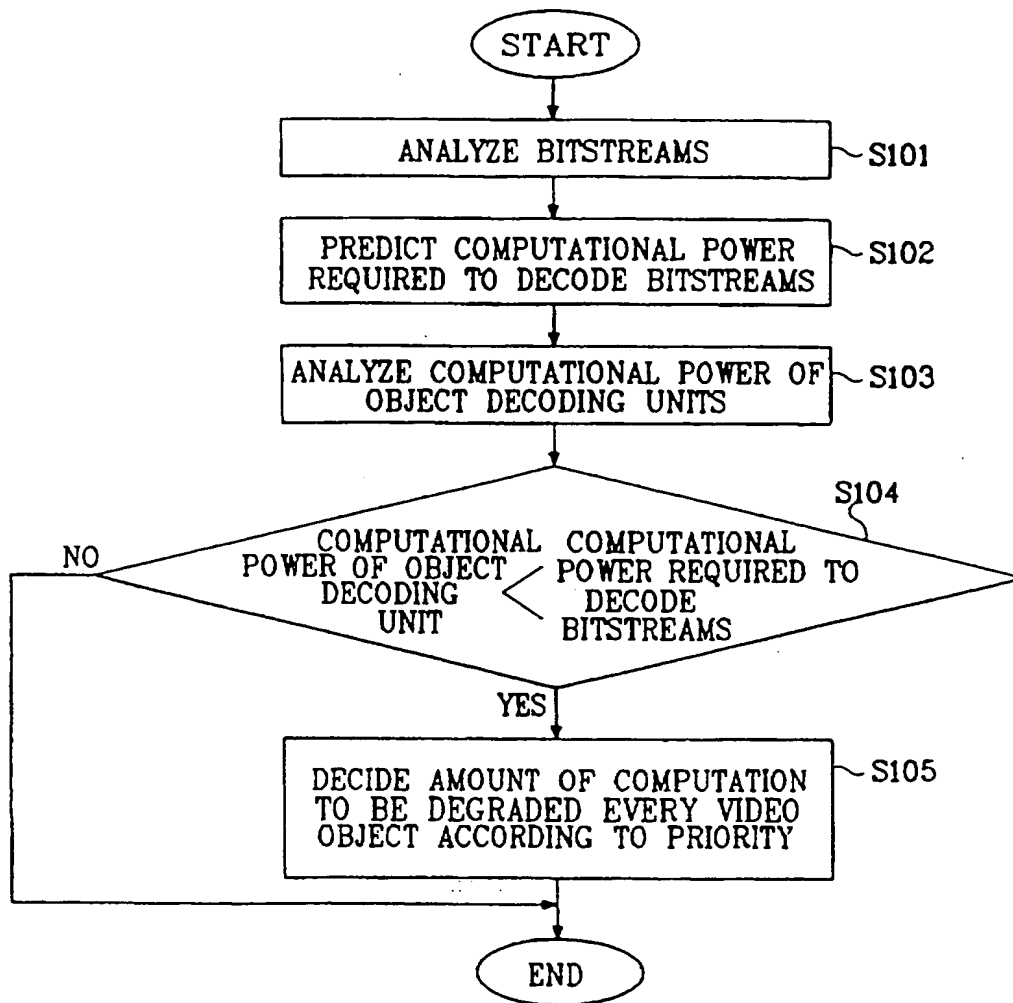 START
ANALYZE BITSTREAMS
S101
PREDICT COMPUTATIONAL POWER
REQUIRED TO DECODE BITSTREAMS
S102
ANALYZE COMPUTATIONAL POWER OF
OBJECT DECODING UNITS
S103
S104
NO
COMPUTATIONAL
POWER OF OBJECT
DECODING
UNIT
<
COMPUTATIONAL
POWER REQUIRED TO
DECODE
BITSTREAMS
YES
DECIDE AMOUNT OF COMPUTATION
TO BE DEGRADED EVERY VIDEO
OBJECT ACCORDING TO PRIORITY
S105
END